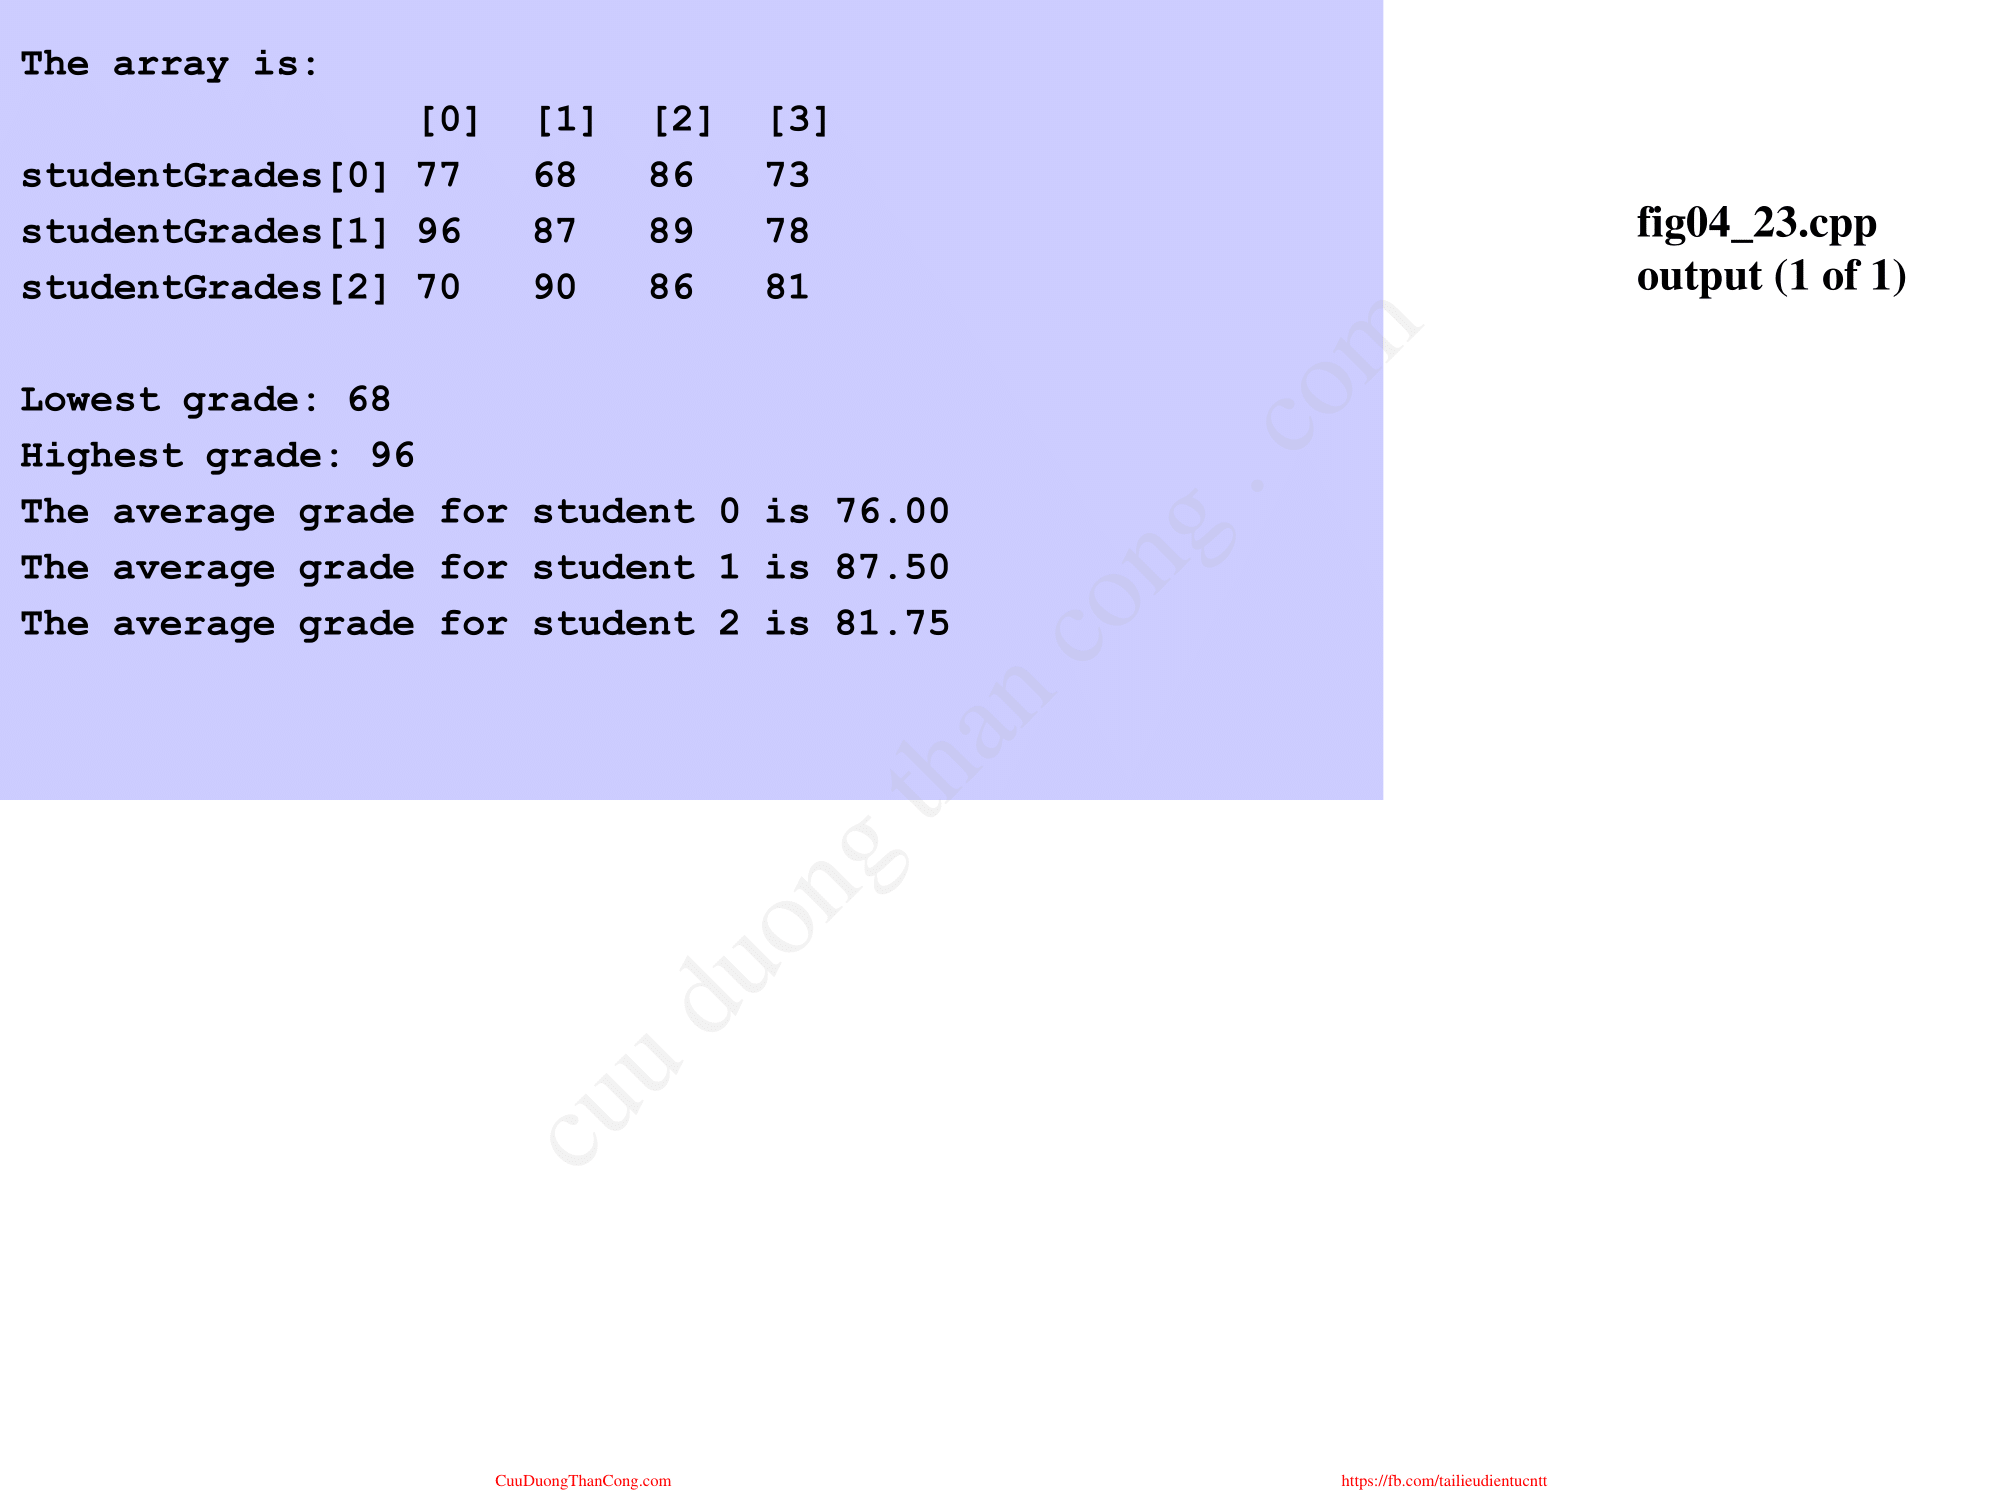 The array is:
                 [0]  [1]  [2]  [3]
studentGrades[0] 77   68   86   73
studentGrades[1] 96   87   89   78
studentGrades[2] 70   90   86   81
Lowest grade: 68
Highest grade: 96
The average grade for student 0 is 76.00
The average grade for student 1 is 87.50
The average grade for student 2 is 81.75
fig04_23.cpp
output (1 of 1)
cuu duong than cong . com
CuuDuongThanCong.com
https://fb.com/tailieudientucntt